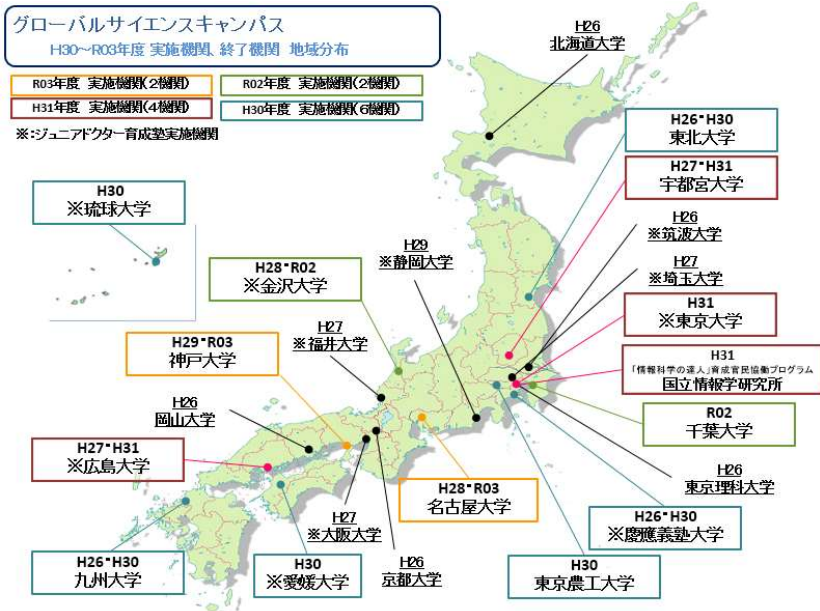 グローバルサイエンスキャンパス
H30～R03年度 実施機関、終了機関 地域分布
R03年度 実施機関(2機関)
R02年度 実施機関(2機関)
H31年度 実施機関(4機関)
H30年度 実施機関(6機関)
※:ジュニアドクター育成塾実施機関
H26
北海道大学
H26・H30
東北大学
H27・H31
宇都宮大学
H30
※琉球大学
H26
※筑波大学
H29
※静岡大学
H27
※埼玉大学
H28・R02
※金沢大学
H31
※東京大学
H27
※福井大学
H29・R03
神戸大学
H31
「情報科学の達人」育成官民協働プログラム
国立情報学研究所
H26
岡山大学
R02
千葉大学
H27・H31
※広島大学
H26
東京理科大学
H28・R03
名古屋大学
H27
※大阪大学
H26・H30
※慶應義塾大学
H26・H30
九州大学
H30
※愛媛大学
H26
京都大学
H30
東京農工大学